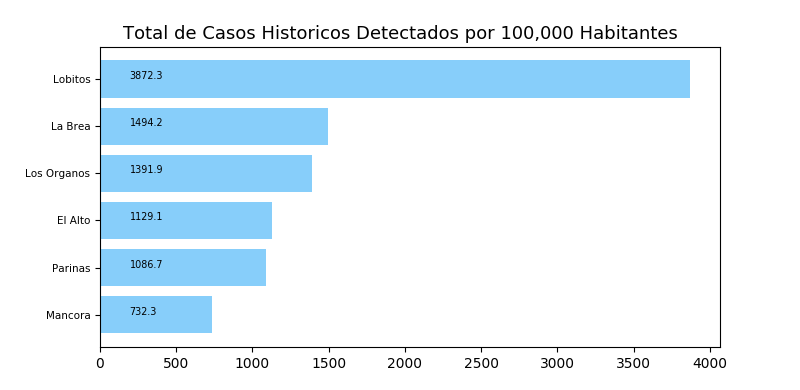 Total de Casos Historicos Detectados por 100,000 Habitantes
Lobitos 3872.3
La Brea 1494.2
Los Organos 1391.9
El Alto 1129.1
Parinas 1086.7
Mancora 732.3
0 500 1000 1500 2000 2500 3000 3500 4000